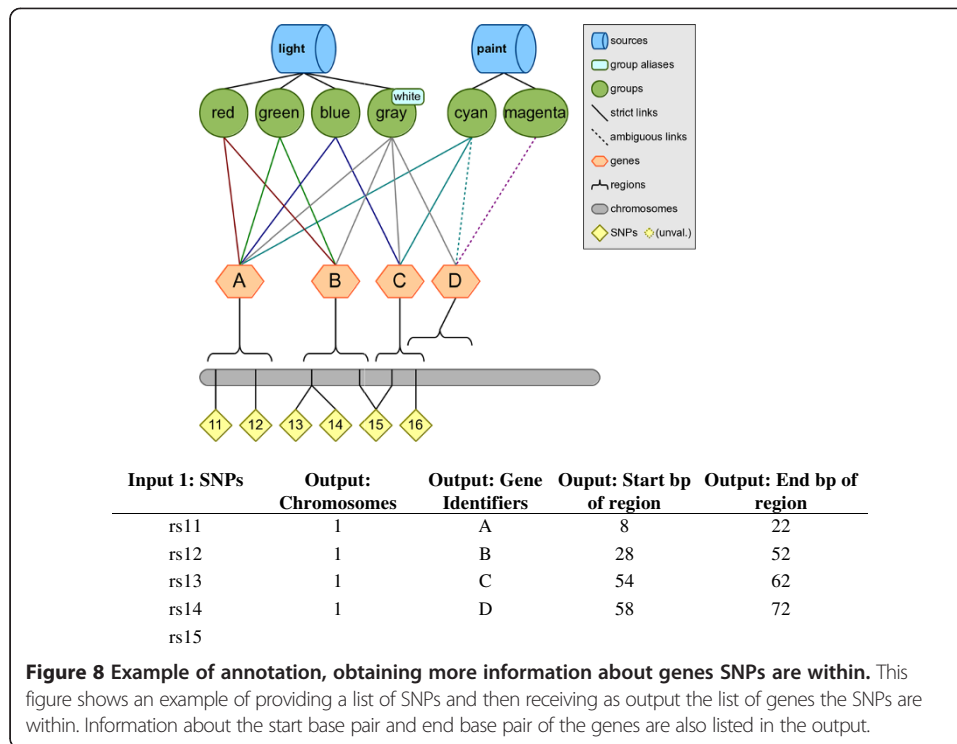 light
paint
white
red green blue gray cyan magenta
sources
group aliases
groups
strict links
ambiguous links
genes
regions
chromosomes
SNPs (unval.)
A B C D
11 12 13 14 15 16
Input 1: SNPs Output: Output: Gene Ouput: Start bp Output: End bp of
Chromosomes Identifiers of region region
rs11 1 A 8 22
rs12 1 B 28 52
rs13 1 C 54 62
rs14 1 D 58 72
rs15
Figure 8 Example of annotation, obtaining more information about genes SNPs are within. This
figure shows an example of providing a list of SNPs and then receiving as output the list of genes the SNPs are
within. Information about the start base pair and end base pair of the genes are also listed in the output.